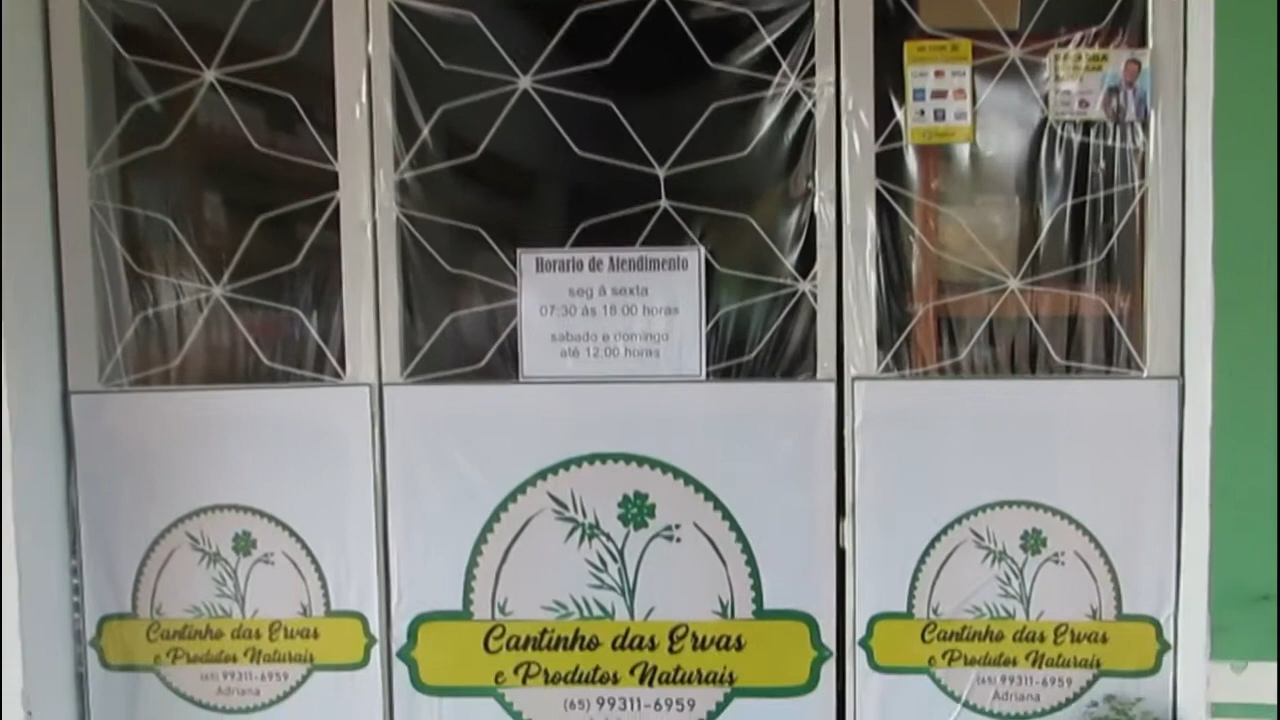 Horario de Atendimento
seg á sexta
07:30 ás 18:00 horas
sabado e domingo
até 12:00 horas
VISA
Cantinho das Ervas
e Produtos Naturais
(65) 99311-6959
Adriana
Cantinho das Ervas
e Produtos Naturais
(65) 99311-6959
Cantinho das Ervas
e Produtos Naturais
(65) 99311-6959
Adriana